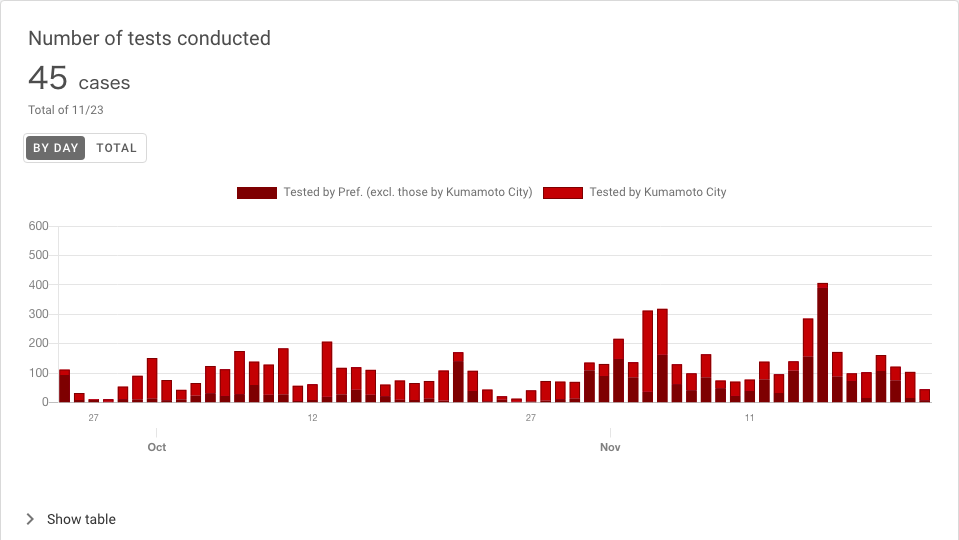 Number of tests conducted
45 cases
Total of 11/23
BY DAY TOTAL
Tested by Pref. (excl. those by Kumamoto City) Tested by Kumamoto City
600
500
400
300
200
100
0
27 12 27 11
Oct Nov
Show table